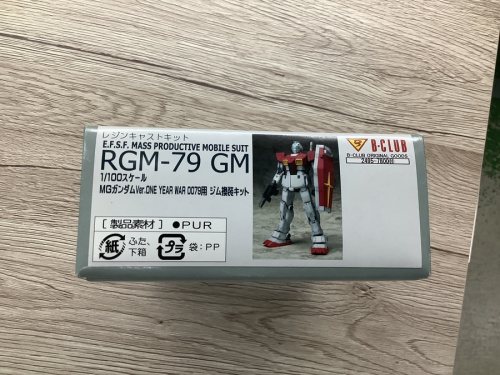 レジンキャストキット
E.F.S.F. MASS PRODUCTIVE MOBILE SUIT
RGM-79 GM
1/100スケール
MGガンダムVer.ONE YEAR WAR 0079用 ジム換装キット
[製品素材] ●PUR
紙
ふた、
下箱
プラ
袋:PP
B-CLUB
B-CLUB ORIGINAL GOODS